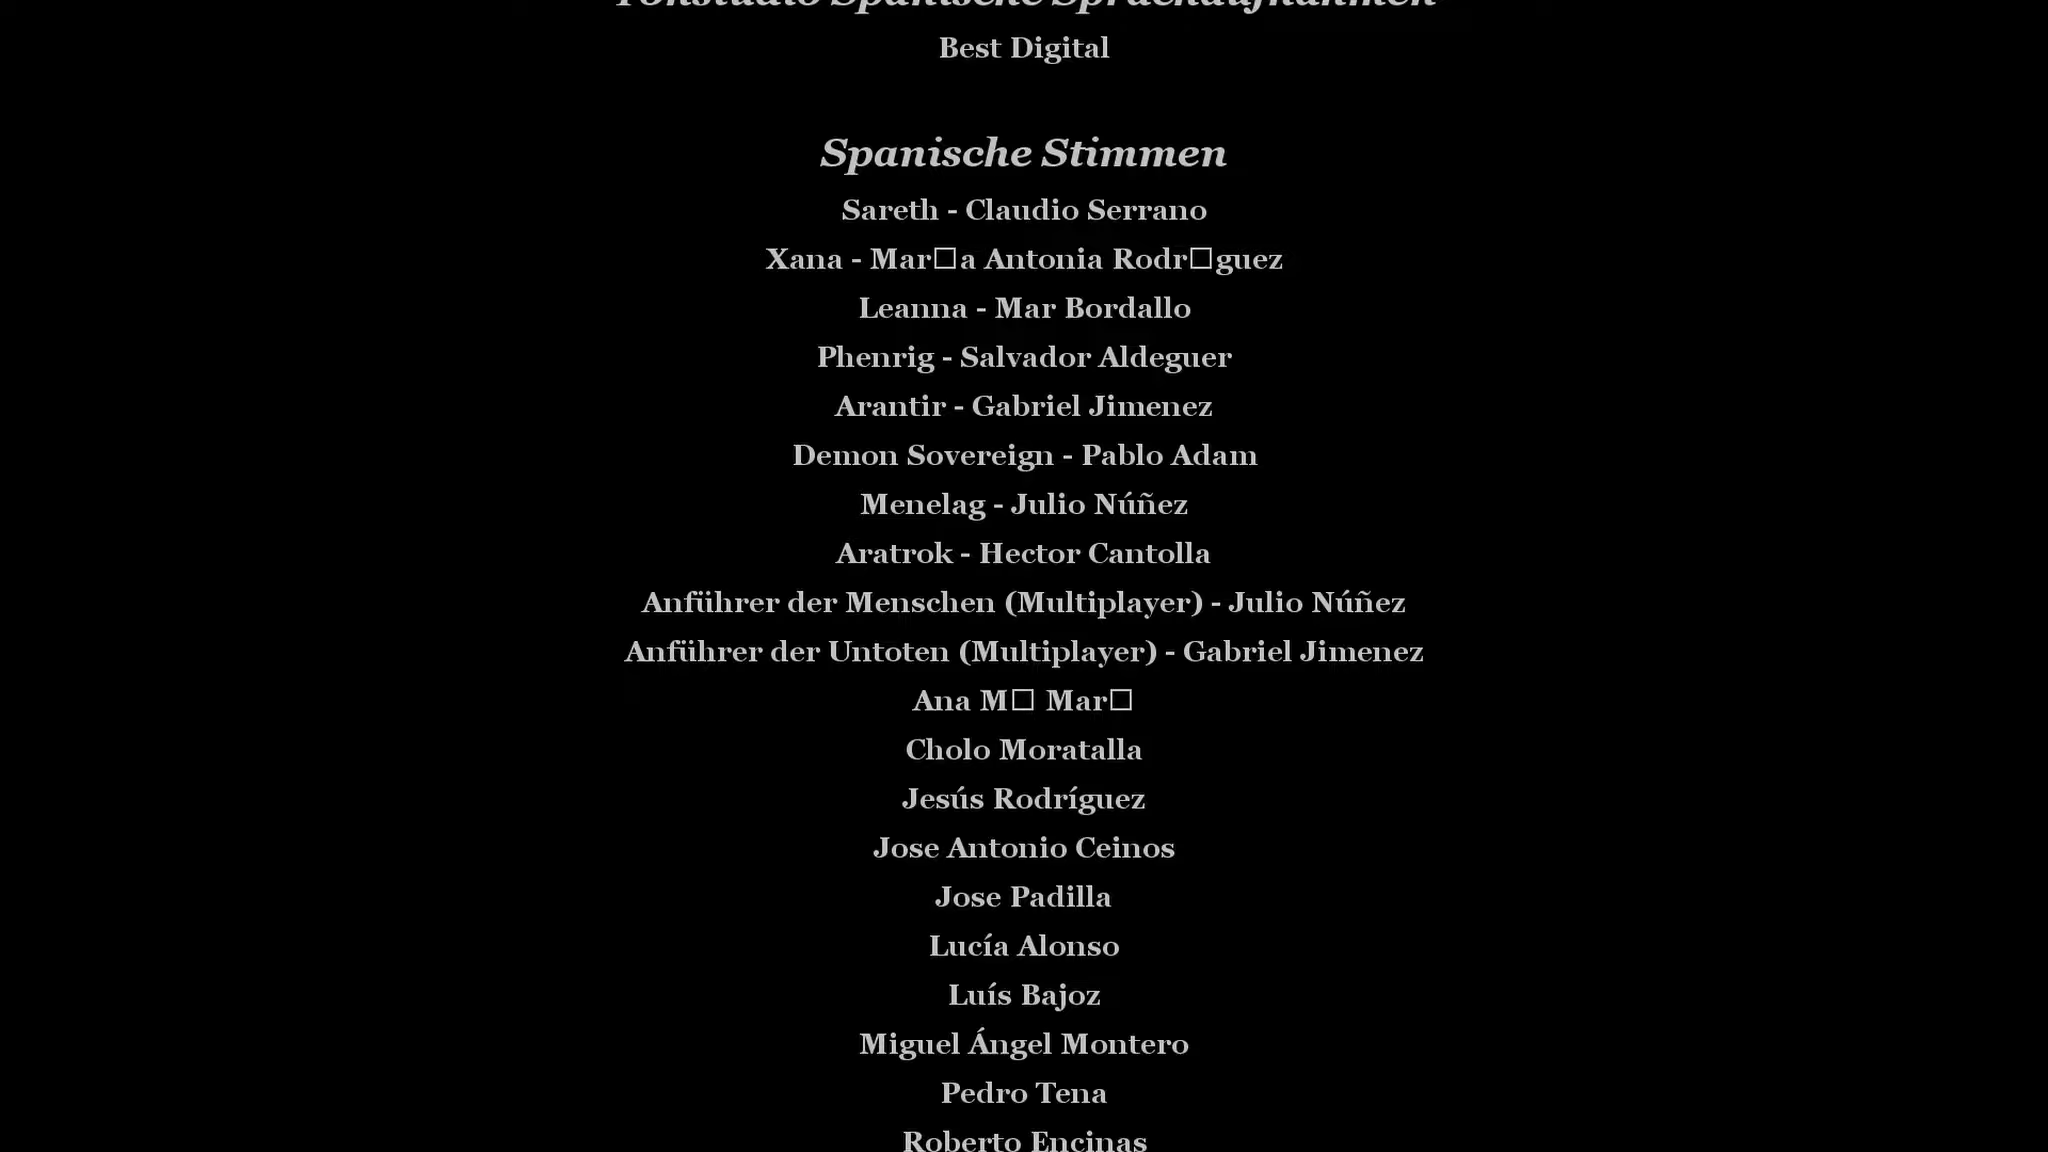 Tonstudio Spanische Sprachaufnahmen
Best Digital
Spanische Stimmen
Sareth - Claudio Serrano
Xana - Mar□a Antonia Rodr□guez
Leanna - Mar Bordallo
Phenrig - Salvador Aldeguer
Arantir - Gabriel Jimenez
Demon Sovereign - Pablo Adam
Menelag - Julio Núñez
Aratrok - Hector Cantolla
Anführer der Menschen (Multiplayer) - Julio Núñez
Anführer der Untoten (Multiplayer) - Gabriel Jimenez
Ana M□ Mar□
Cholo Moratalla
Jesús Rodríguez
Jose Antonio Ceinos
Jose Padilla
Lucía Alonso
Luís Bajoz
Miguel Ángel Montero
Pedro Tena
Roberto Encinas